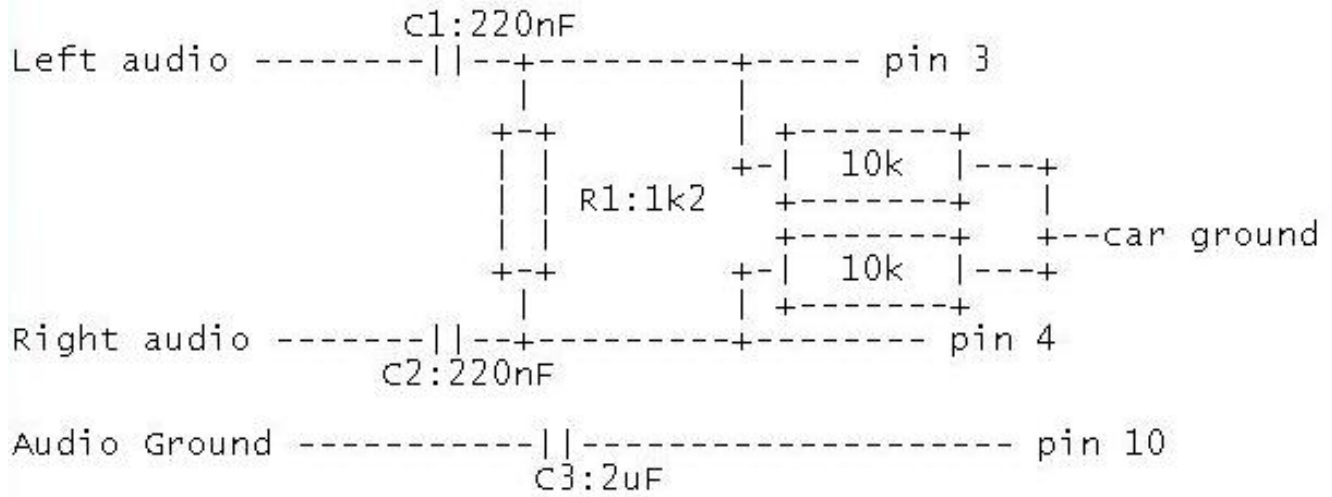 C1:220nF
Left audio --------||--+----------+----- pin 3
|          |
+-+         | +-------+
| |         +-|  10k  |---+
| | R1:1k2    +-------+   |
| |           +-------+   +--car ground
+-+         +-|  10k  |---+
|          | +-------+
Right audio -------||--+----------+-------- pin 4
C2:220nF
Audio Ground -----------||-------------------- pin 10
C3:2uF